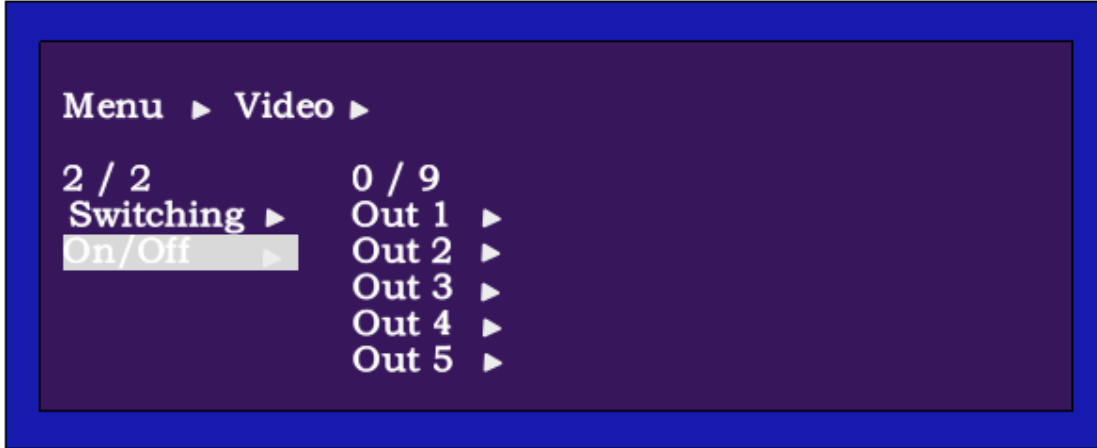 Menu ▶ Video ▶
2 / 2 0 / 9
Switching ▶ Out 1 ▶
On/Off ▶ Out 2 ▶
Out 3 ▶
Out 4 ▶
Out 5 ▶